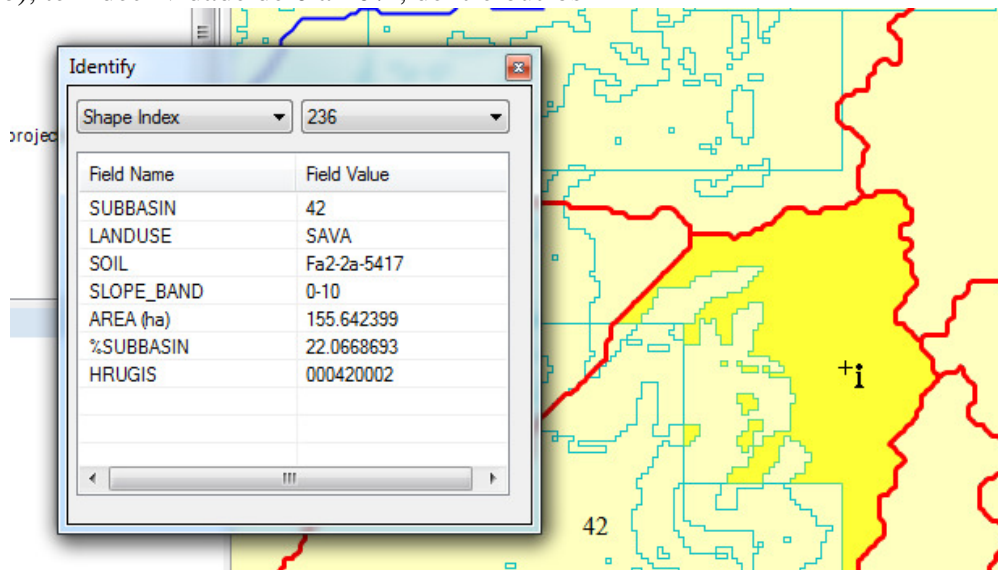 Identify
Shape Index 236
projec
Field Name Field Value
SUBBASIN 42
LANDUSE SAVA
SOIL Fa2-2a-5417
SLOPE_BAND 0-10
AREA (ha) 155.642399
%SUBBASIN 22.0668693
HRUGIS 000420002
i
42